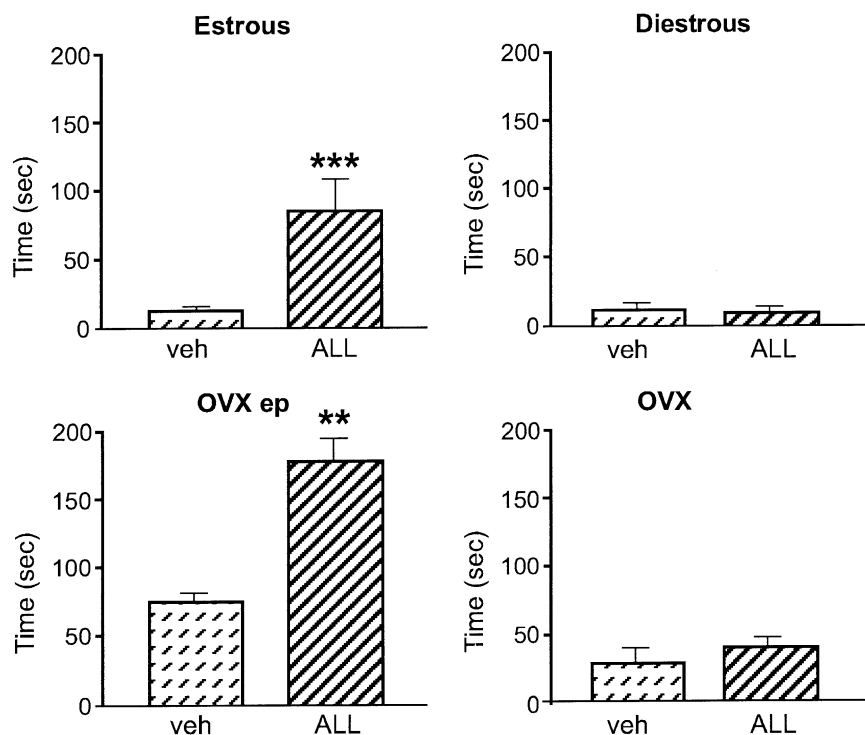 Estrous
200
150
100
50
0
Time (sec)
***
veh ALL
Diestrous
200
150
100
50
0
Time (sec)
veh ALL
OVX ep
200
150
100
50
0
Time (sec)
**
veh ALL
OVX
200
150
100
50
0
Time (sec)
veh ALL